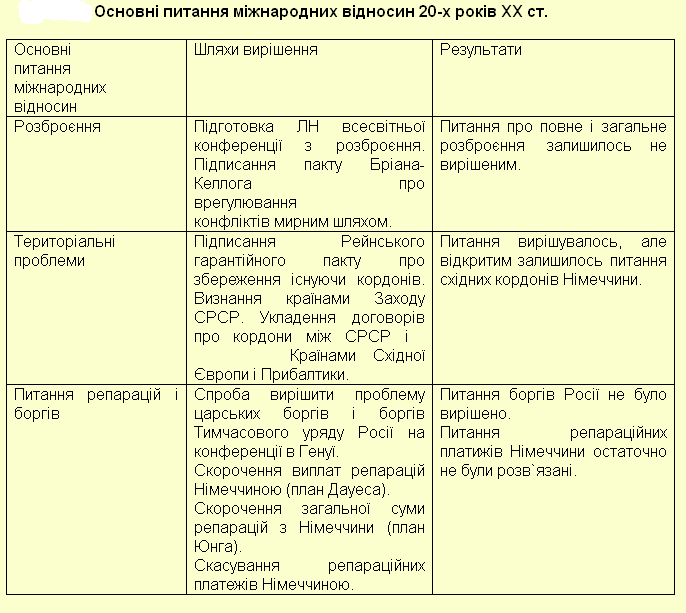 Основні питання міжнародних відносин 20-х років XX ст.
Основні
питання
міжнародних
відносин
Шляхи вирішення
Результати
Розброєння
Підготовка ЛН всесвітньої
конференції з розброєння.
Підписання пакту Бріана-
Келлога про
врегулювання
конфліктів мирним шляхом.
Питання про повне і загальне
розброєння залишилось не
вирішеним.
Територіальні
проблеми
Підписання Рейнського
гарантійного пакту про
збереження існуючи кордонів.
Визнання країнами Заходу
СРСР. Укладення договорів
про кордони між СРСР і
Країнами Східної
Європи і Прибалтики.
Питання вирішувалось, але
відкритим залишилось питання
східних кордонів Німеччини.
Питання репарацій і
боргів
Спроба вирішити проблему
царських боргів і боргів
Тимчасового уряду Росії на
конференції в Генуї.
Скорочення виплат репарацій
Німеччиною (план Дауеса).
Скорочення загальної суми
репарацій з Німеччини (план
Юнга).
Скасування репараційних
платежів Німеччиною.
Питання боргів Росії не було
вирішено.
Питання репараційних
платижів Німеччини остаточно
не були розв`язані.